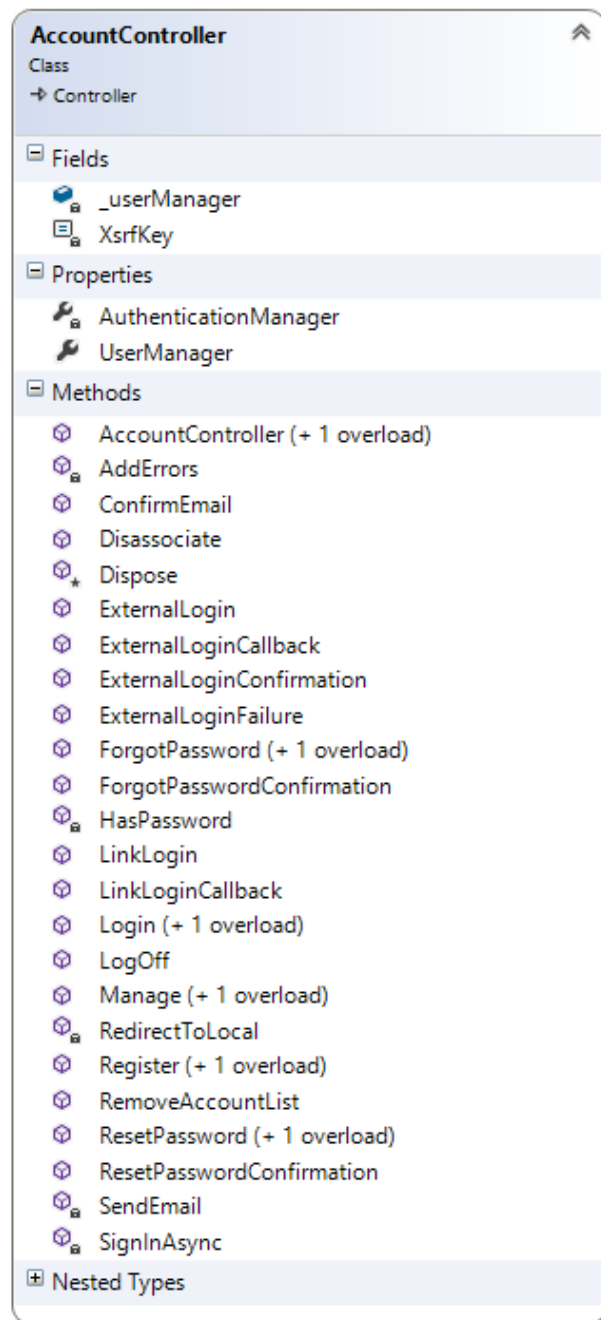 AccountController
Class
Controller
Fields
_userManager
XsrfKey
Properties
AuthenticationManager
UserManager
Methods
AccountController (+ 1 overload)
AddErrors
ConfirmEmail
Disassociate
Dispose
ExternalLogin
ExternalLoginCallback
ExternalLoginConfirmation
ExternalLoginFailure
ForgotPassword (+ 1 overload)
ForgotPasswordConfirmation
HasPassword
LinkLogin
LinkLoginCallback
Login (+ 1 overload)
LogOff
Manage (+ 1 overload)
RedirectToLocal
Register (+ 1 overload)
RemoveAccountList
ResetPassword (+ 1 overload)
ResetPasswordConfirmation
SendEmail
SignInAsync
Nested Types